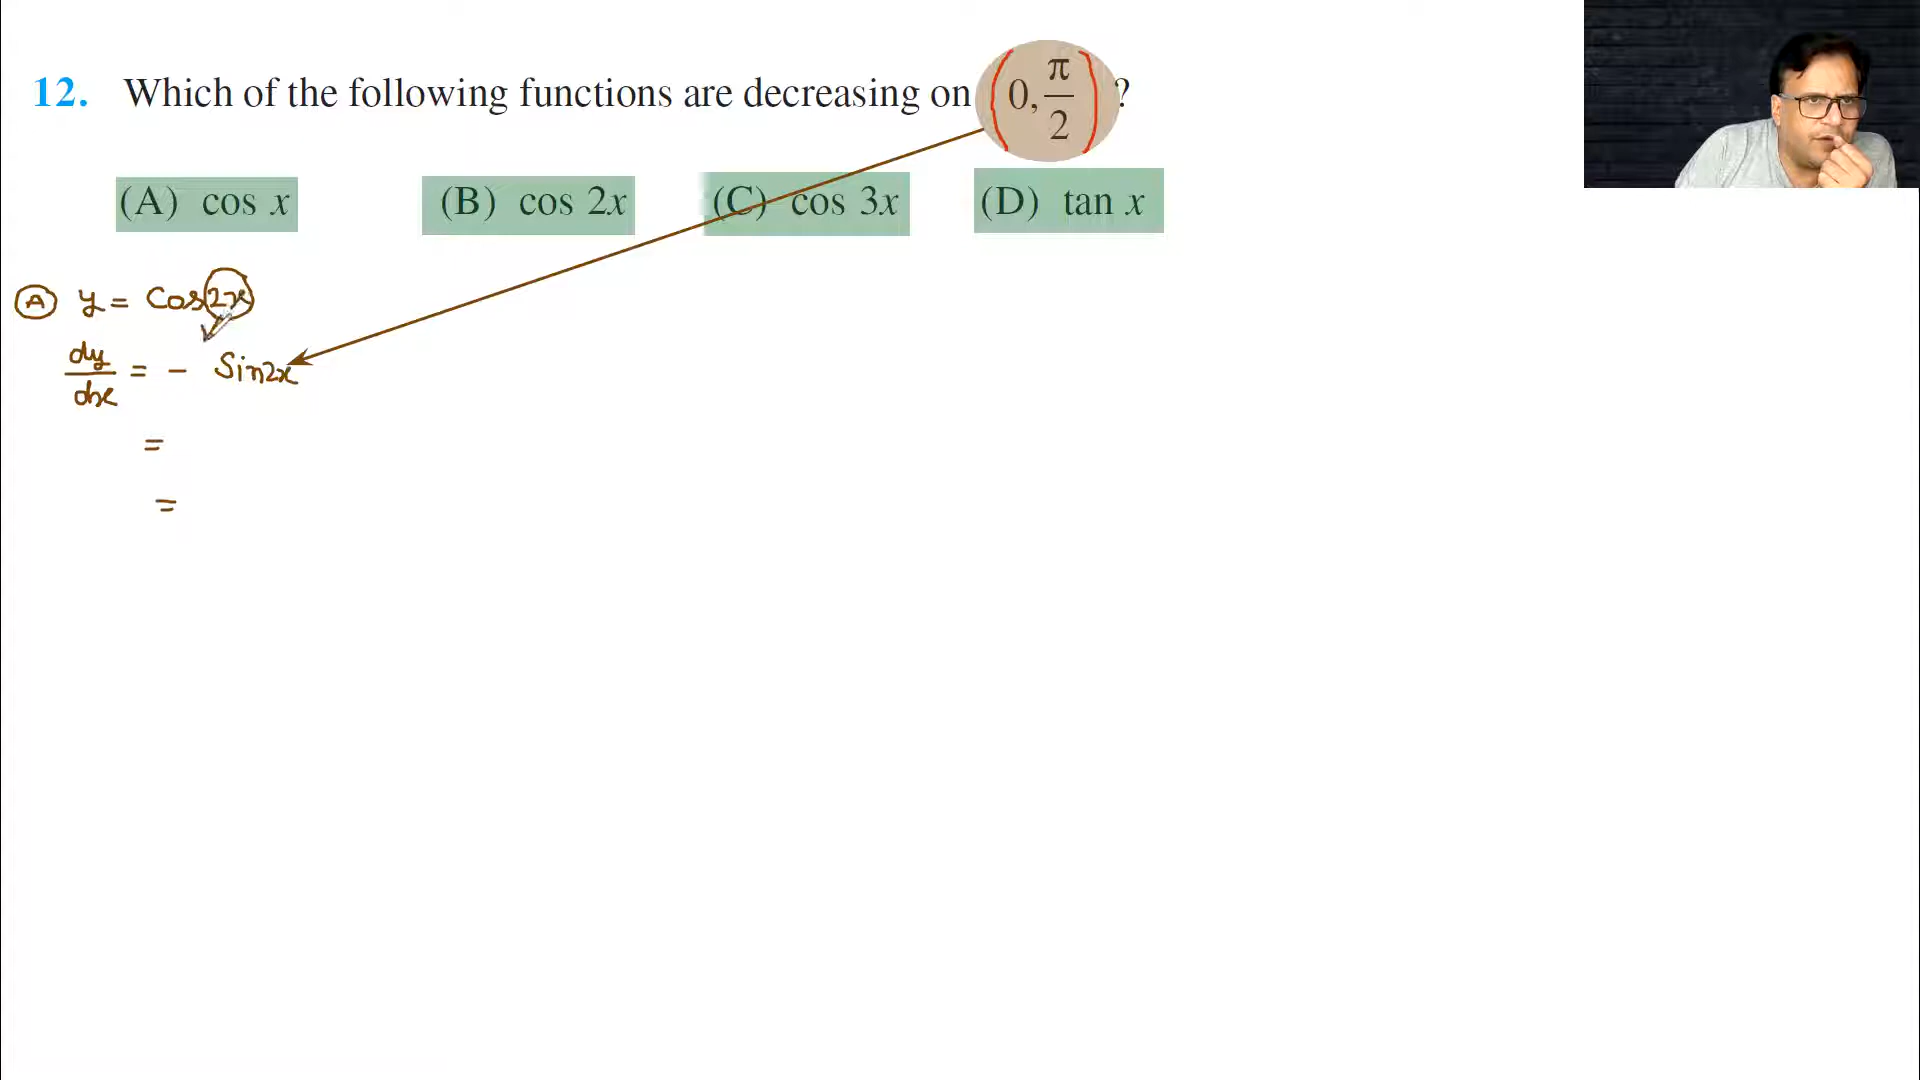 12. Which of the following functions are decreasing on (0, π/2) ?
(A) cos x (B) cos 2x (C) cos 3x (D) tan x
(A) y = Cos 2x
dy/dx = - Sin2x
=
=